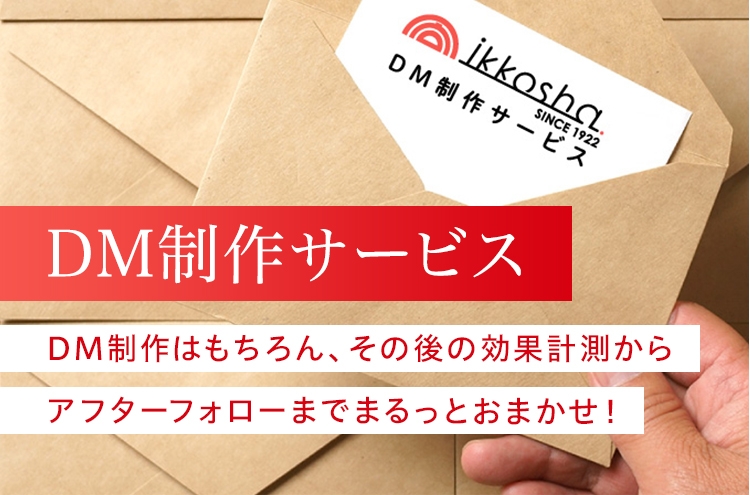 ikkosha.
SINCE 1922
DM制作サービス
DM制作サービス
DM制作はもちろん、その後の効果計測から
アフターフォローまでまるっとおまかせ！